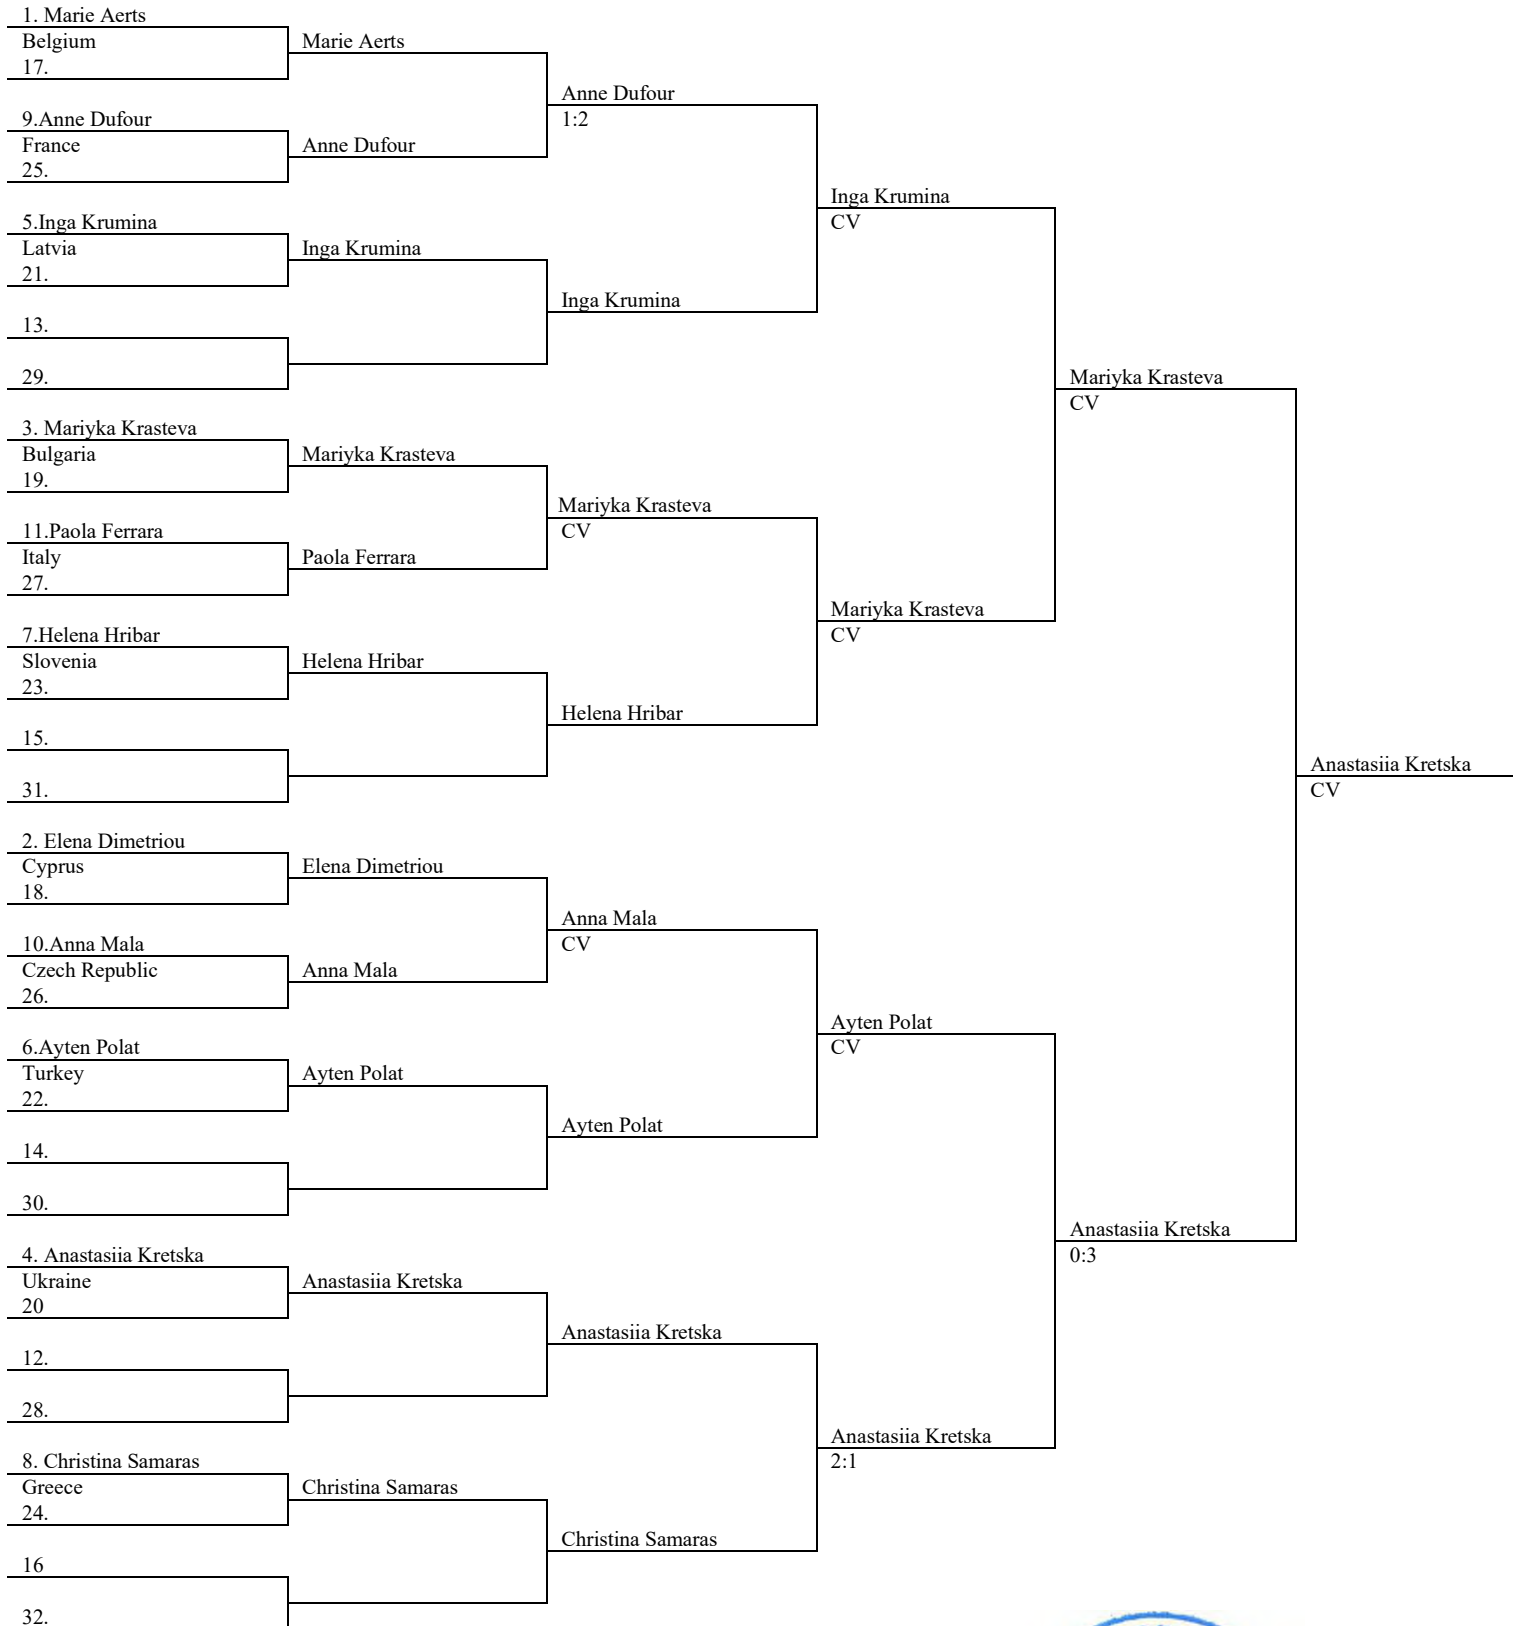 1. Marie Aerts
Belgium
Marie Aerts
17.
Anne Dufour
1:2
9.Anne Dufour
France
Anne Dufour
25.
Inga Krumina
CV
5.Inga Krumina
Latvia
Inga Krumina
21.
Inga Krumina
13.
29.
Mariyka Krasteva
CV
3. Mariyka Krasteva
Bulgaria
Mariyka Krasteva
19.
Mariyka Krasteva
CV
11.Paola Ferrara
Italy
Paola Ferrara
27.
Mariyka Krasteva
CV
7.Helena Hribar
Slovenia
Helena Hribar
23.
Helena Hribar
15.
31.
Anastasiia Kretska
CV
2. Elena Dimetriou
Cyprus
Elena Dimetriou
18.
Anna Mala
CV
10.Anna Mala
Czech Republic
Anna Mala
26.
Ayten Polat
CV
6.Ayten Polat
Turkey
Ayten Polat
22.
Ayten Polat
14.
30.
Anastasiia Kretska
0:3
4. Anastasiia Kretska
Ukraine
Anastasiia Kretska
20
Anastasiia Kretska
12.
28.
Anastasiia Kretska
2:1
8. Christina Samaras
Greece
Christina Samaras
24.
Christina Samaras
16
32.